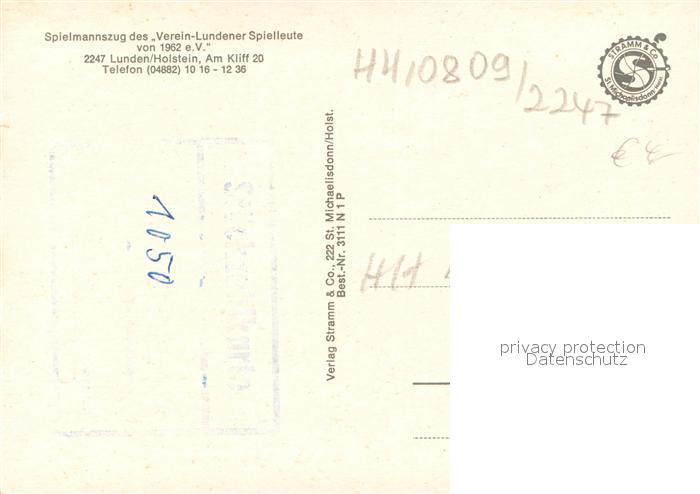 Spielmannszug des „Verein-Lundener Spielleute
von 1962 e.V."
2247 Lunden/Holstein, Am Kliff 20
Telefon (04882) 10 16 - 12 36
STRAMM & Co
St. Michaelisdonn
HH10809/2247
1050
Verlag Stramm & Co., 222 St. Michaelisdonn/Holst.
Best.-Nr. 3111 N 1 P
privacy protection
Datenschutz